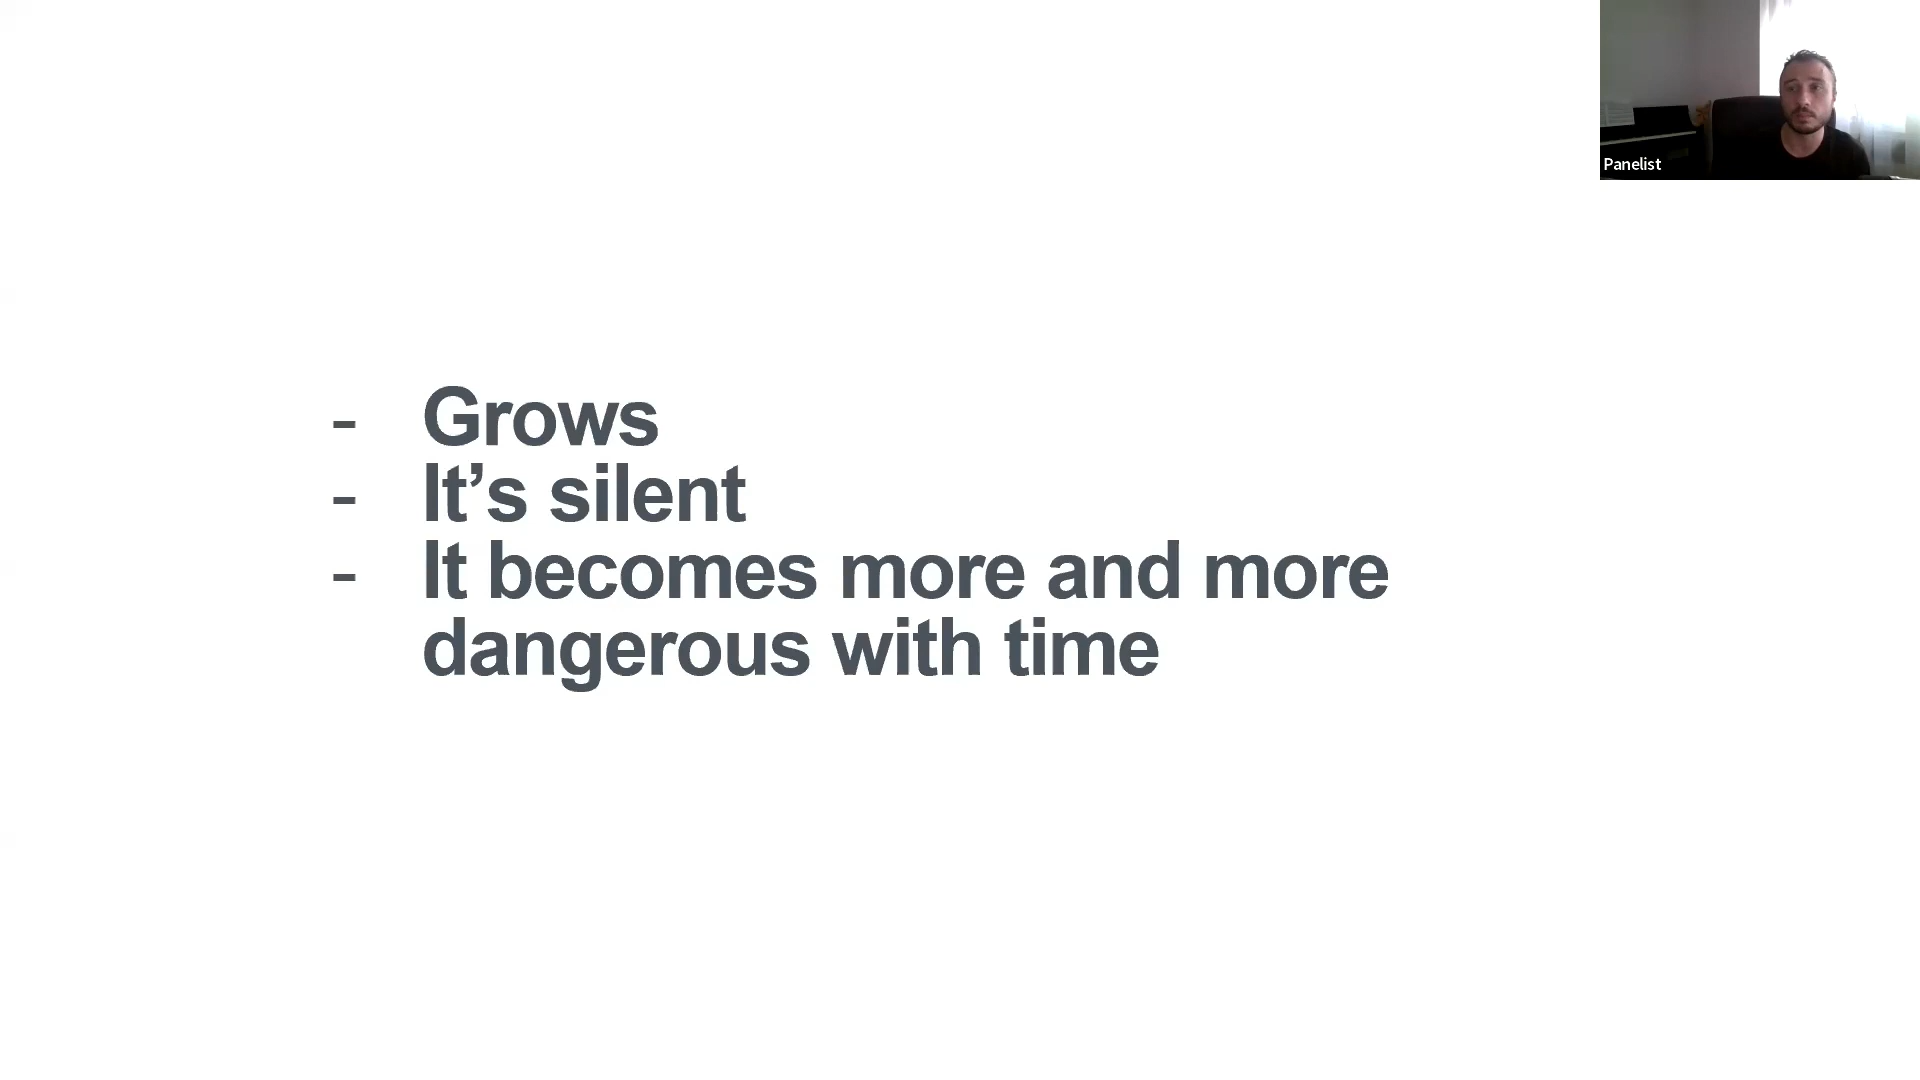 Panelist
- Grows
- It’s silent
- It becomes more and more
dangerous with time